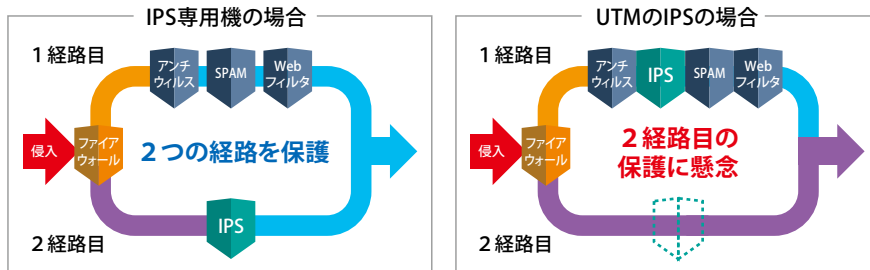 IPS専用機の場合
1経路目
アンチ
ウィルス
SPAM
Web
フィルタ
侵入
ファイア
ウォール
2つの経路を保護
IPS
2経路目
UTMのIPSの場合
1経路目
アンチ
ウィルス
IPS
SPAM
Web
フィルタ
侵入
ファイア
ウォール
2経路目の
保護に懸念
2経路目